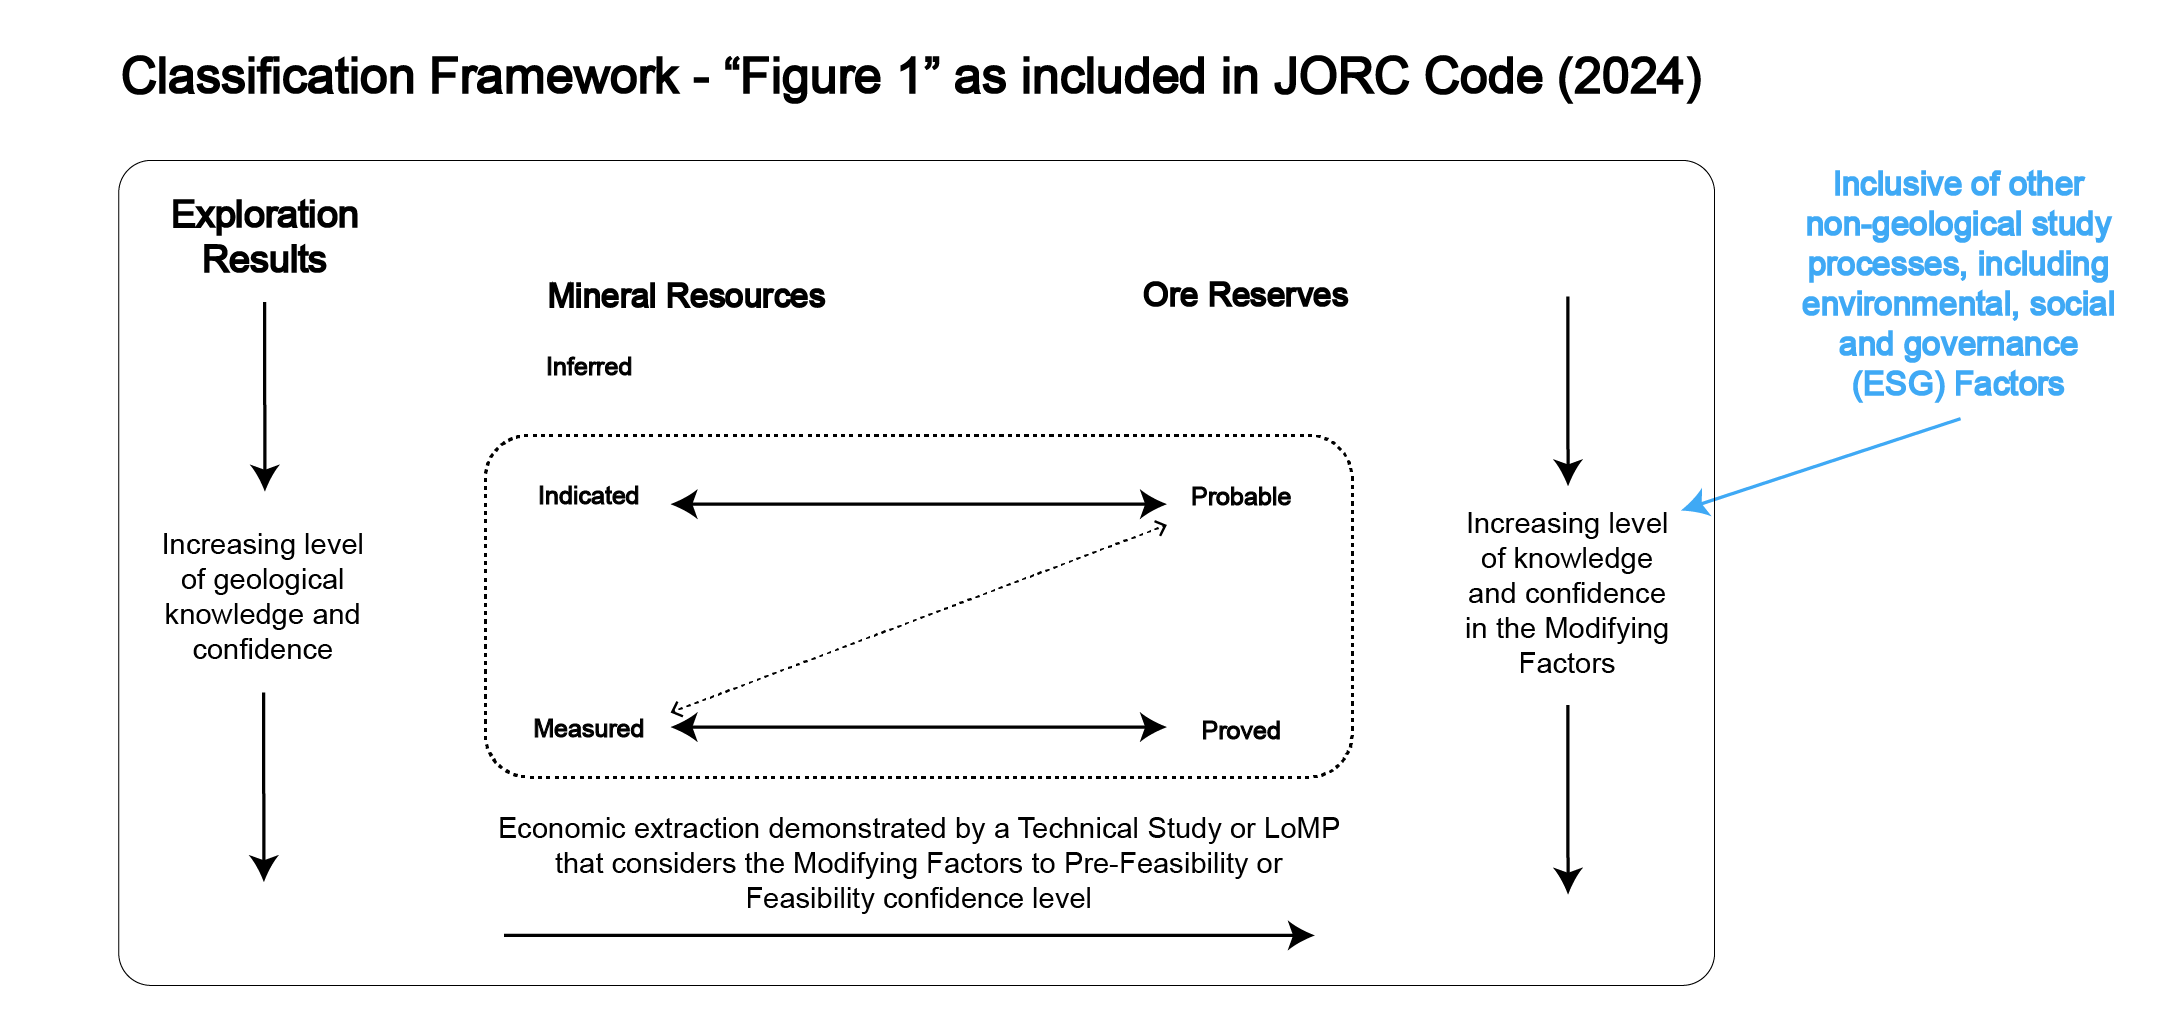 Classification Framework - “Figure 1” as included in JORC Code (2024)
Exploration
Results
Increasing level
of geological
knowledge and
confidence
Mineral Resources
Ore Reserves
Inferred
Indicated
Probable
Measured
Proved
Economic extraction demonstrated by a Technical Study or LoMP
that considers the Modifying Factors to Pre-Feasibility or
Feasibility confidence level
Increasing level
of knowledge
and confidence
in the Modifying
Factors
Inclusive of other
non-geological study
processes, including
environmental, social
and governance
(ESG) Factors